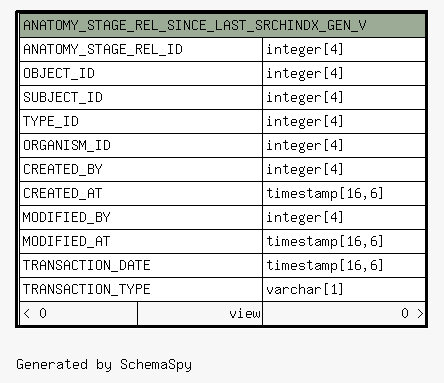 ANATOMY_STAGE_REL_SINCE_LAST_SRCHINDX_GEN_V
ANATOMY_STAGE_REL_ID integer[4]
OBJECT_ID integer[4]
SUBJECT_ID integer[4]
TYPE_ID integer[4]
ORGANISM_ID integer[4]
CREATED_BY integer[4]
CREATED_AT timestamp[16,6]
MODIFIED_BY integer[4]
MODIFIED_AT timestamp[16,6]
TRANSACTION_DATE timestamp[16,6]
TRANSACTION_TYPE varchar[1]
< 0 view 0 >
Generated by SchemaSpy